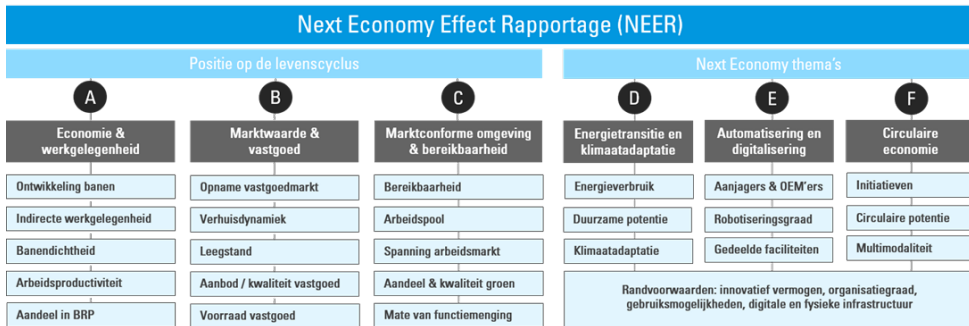 Next Economy Effect Rapportage (NEER)
Positie op de levenscyclus
Next Economy thema's
A
B
C
D
E
F
Economie &
werkgelegenheid
Marktwaarde &
vastgoed
Marktconforme omgeving
& bereikbaarheid
Energietransitie en
klimaatadaptatie
Automatisering en
digitalisering
Circulaire
economie
Ontwikkeling banen
Indirecte werkgelegenheid
Banendichtheid
Arbeidsproductiviteit
Aandeel in BRP
Opname vastgoedmarkt
Verhuisdynamiek
Leegstand
Aanbod / kwaliteit vastgoed
Voorraad vastgoed
Bereikbaarheid
Arbeidspool
Spanning arbeidsmarkt
Aandeel & kwaliteit groen
Mate van functiemenging
Energieverbruik
Duurzame potentie
Klimaatadaptatie
Aanjagers & OEM'ers
Robotiseringsgraad
Gedeelde faciliteiten
Initiatieven
Circulaire potentie
Multimodaliteit
Randvoorwaarden: innovatief vermogen, organisatiegraad,
gebruiksmogelijkheden, digitale en fysieke infrastructuur